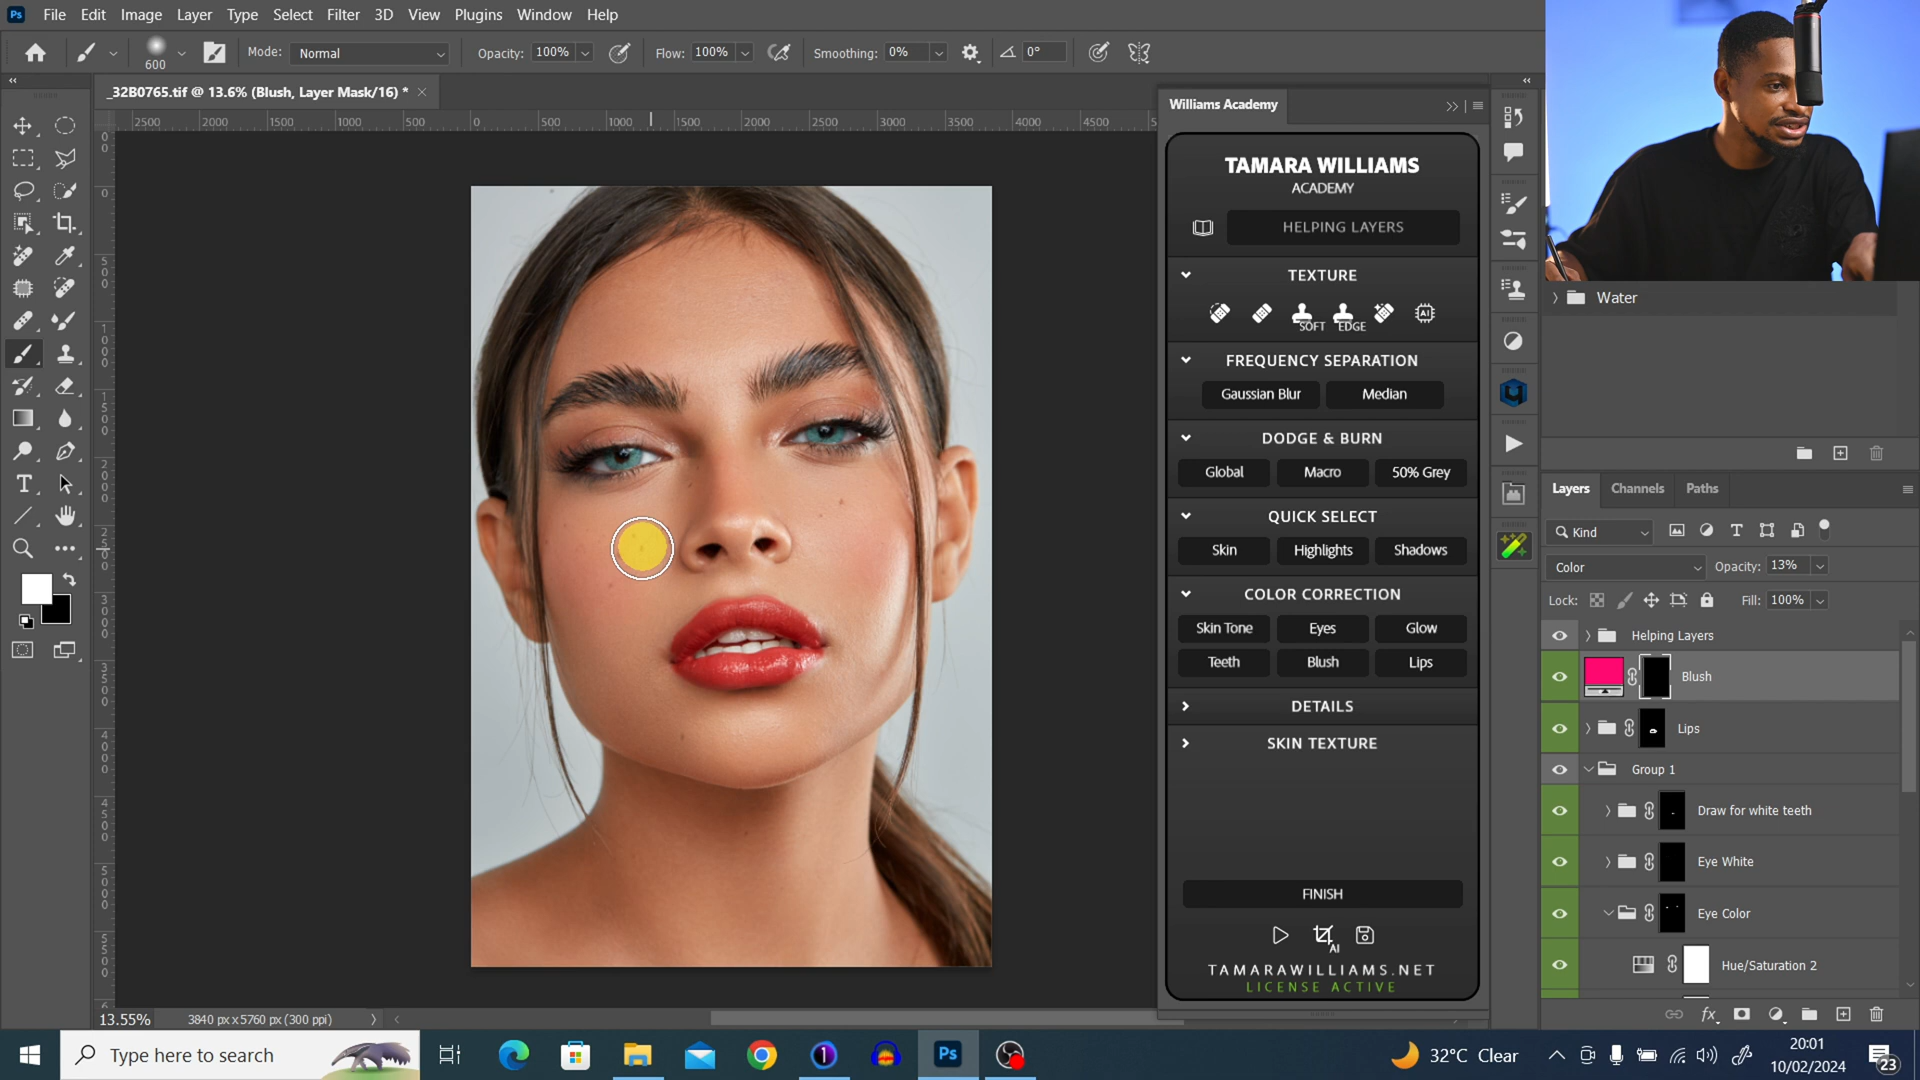 Ps File Edit Image Layer Type Select Filter 3D View Plugins Window Help
600 Mode: Normal Opacity: 100% Flow: 100% Smoothing: 0% 0°
_32B0765.tif @ 13.6% (Blush, Layer Mask/16) *
2500 2000 1500 1000 500 0 500 1000 1500 2000 2500 3000 3500 4000 4500
Williams Academy
TAMARA WILLIAMS
ACADEMY
HELPING LAYERS
TEXTURE
SOFT EDGE AI
FREQUENCY SEPARATION
Gaussian Blur Median
DODGE & BURN
Global Macro 50% Grey
QUICK SELECT
Skin Highlights Shadows
COLOR CORRECTION
Skin Tone Eyes Glow
Teeth Blush Lips
DETAILS
SKIN TEXTURE
FINISH
AI
TAMARAWILLIAMS.NET
LICENSE ACTIVE
Water
Layers Channels Paths
Kind
Color Opacity: 13%
Lock: Fill: 100%
Helping Layers
Blush
Lips
Group 1
Draw for white teeth
Eye White
Eye Color
Hue/Saturation 2
fx
13.55% 3840 px x 5760 px (300 ppi)
Type here to search
Ps
32°C Clear
20:01
10/02/2024
23